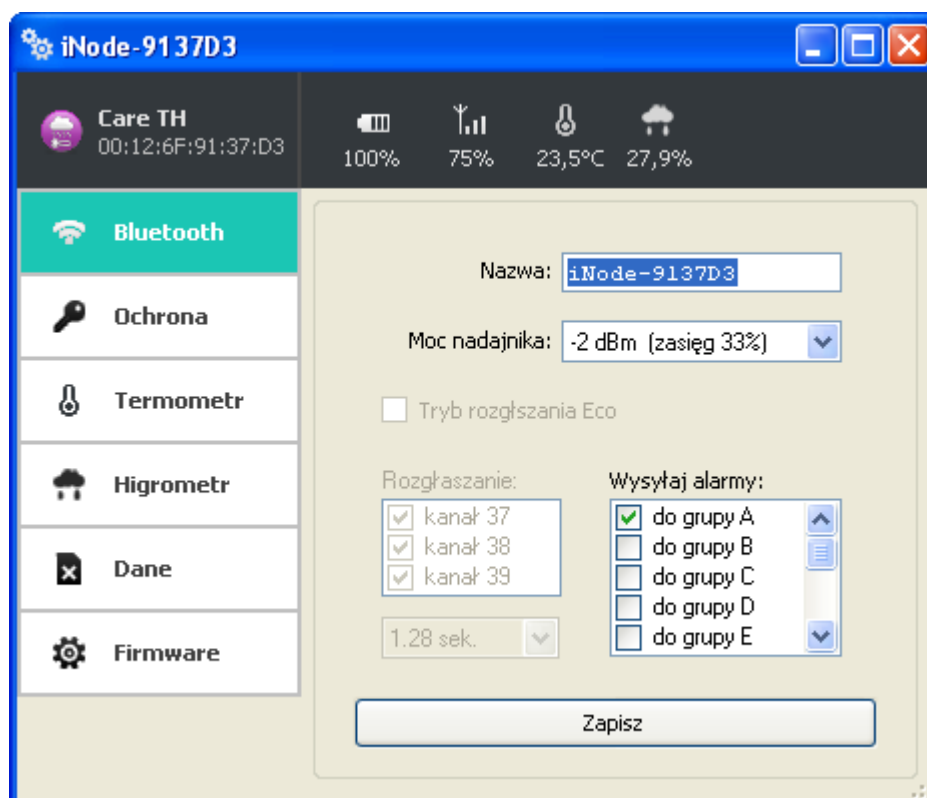 iNode-9137D3
Care TH
00:12:6F:91:37:D3
100% 75% 23,5°C 27,9%
Bluetooth
Ochrona
Termometr
Higrometr
Dane
Firmware
Nazwa: iNode-9137D3
Moc nadajnika: -2 dBm (zasięg 33%)
Tryb rozgłszania Eco
Rozgłaszanie:
kanał 37
kanał 38
kanał 39
1.28 sek.
Wysyłaj alarmy:
do grupy A
do grupy B
do grupy C
do grupy D
do grupy E
Zapisz